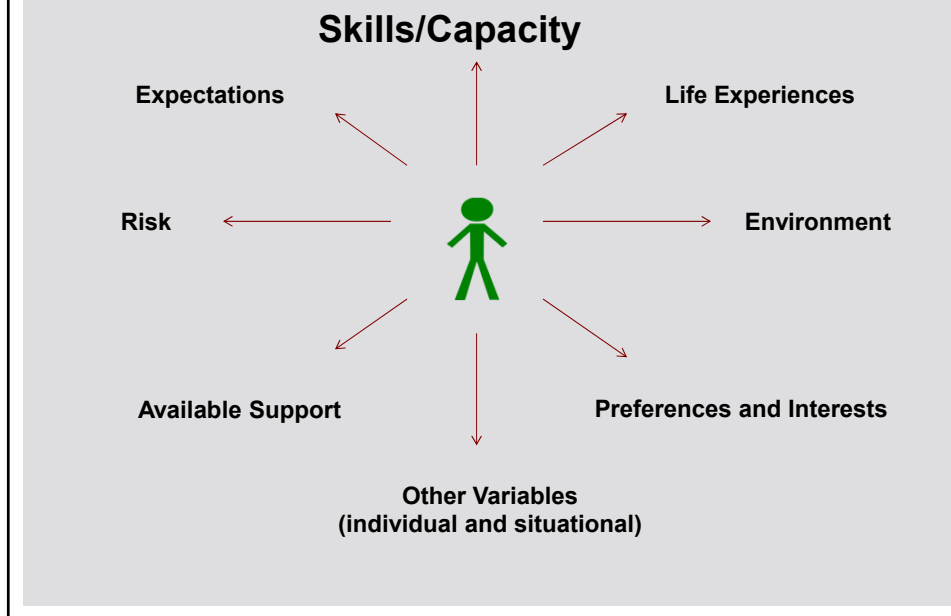 Skills/Capacity
Expectations
Life Experiences
Risk
Environment
Available Support
Preferences and Interests
Other Variables
(individual and situational)